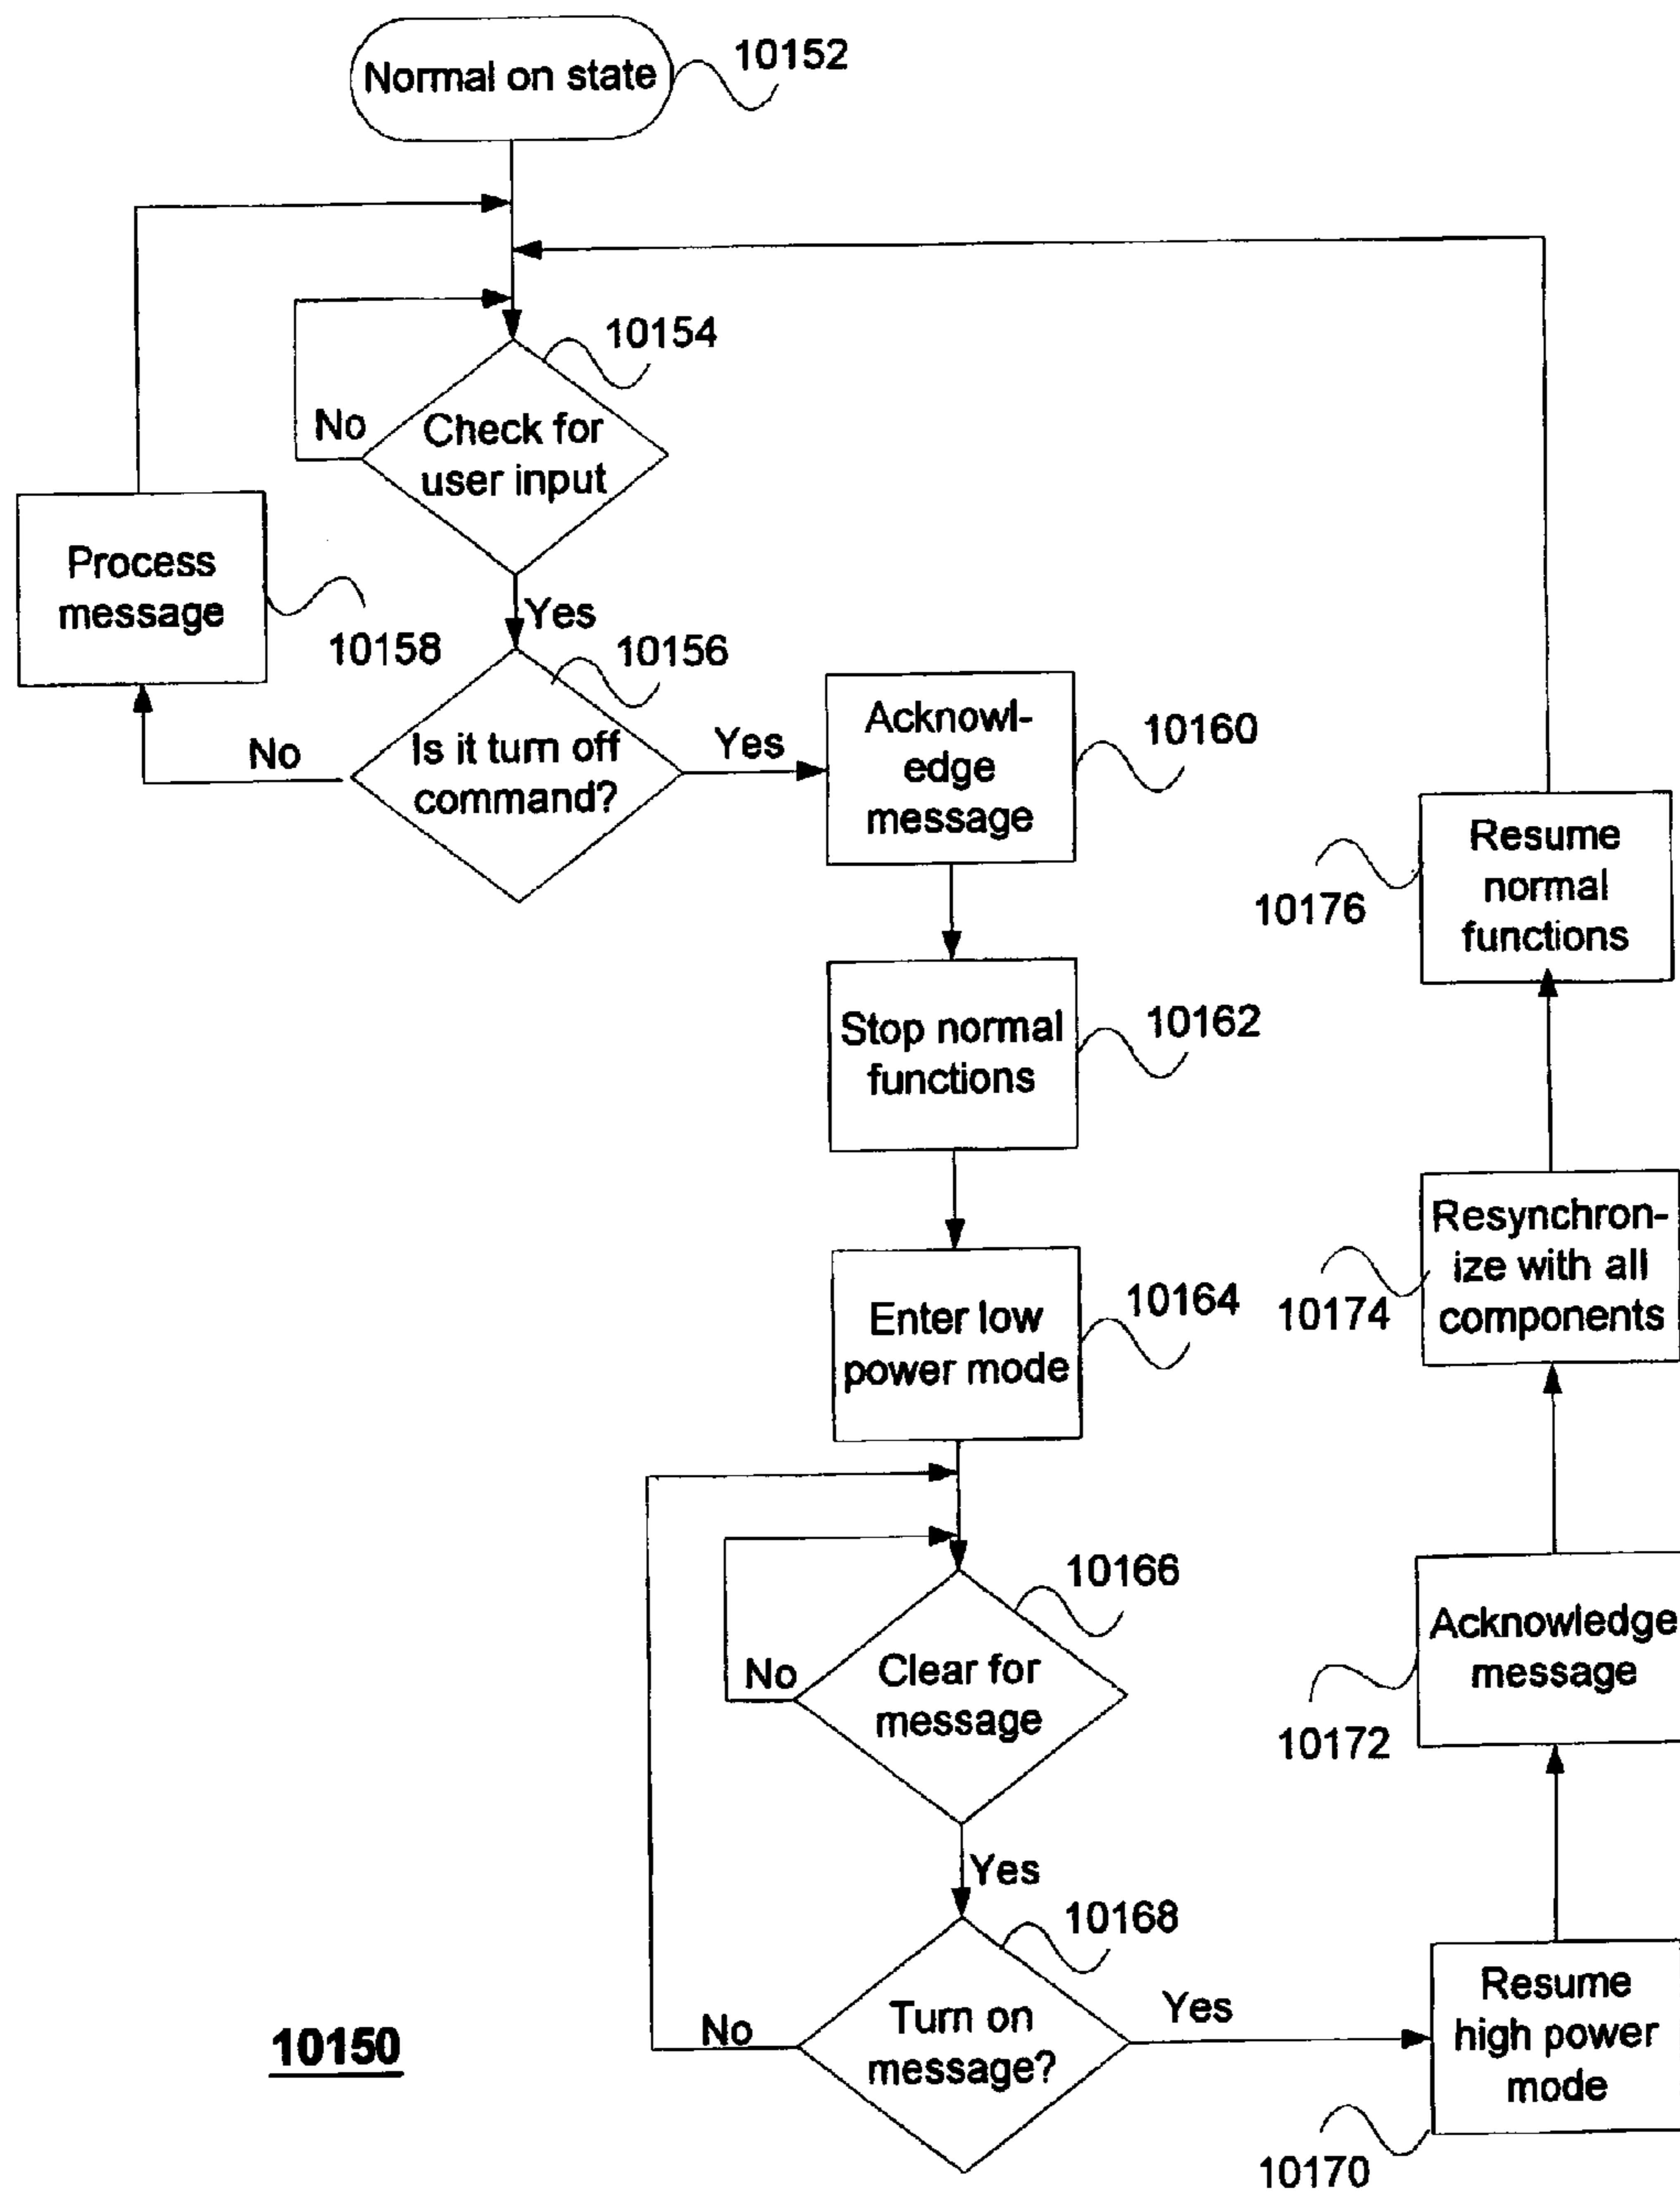 Normal on state
10152
10154
No
Check for
user input
Process
message
10158
Yes
10156
Is it turn off
command?
No
Yes
Acknowl-
edge
message
10160
Stop normal
functions
10162
Enter low
power mode
10164
10166
No
Clear for
message
Yes
10168
No
Turn on
message?
Yes
Resume
high power
mode
10170
Acknowledge
message
10172
Resynchron-
ize with all
components
10174
Resume
normal
functions
10176
10150